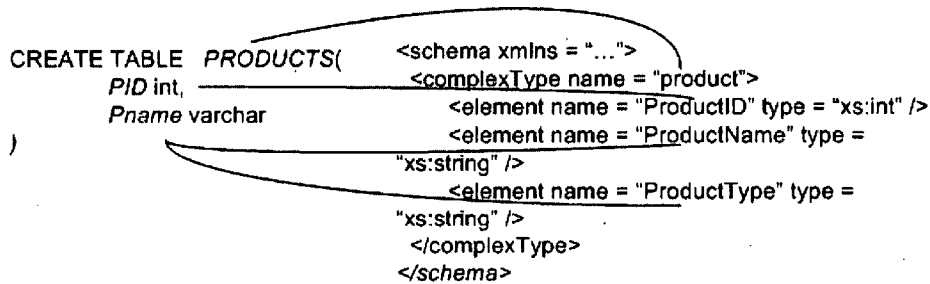 CREATE TABLE PRODUCTS(
PID int,
Pname varchar
)
<schema xmlns = "...">
<complexType name = "product">
<element name = "ProductID" type = "xs:int" />
<element name = "ProductName" type =
"xs:string" />
<element name = "ProductType" type =
"xs:string" />
</complexType>
</schema>